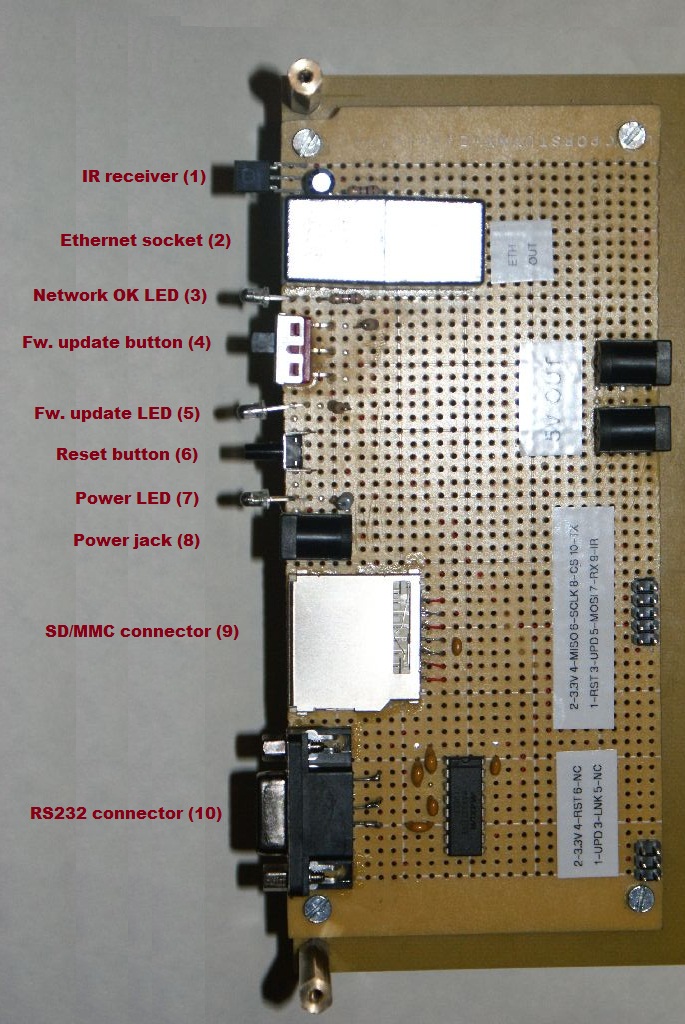 IR receiver (1)
Ethernet socket (2)
ETH
OUT
Network OK LED (3)
Fw. update button (4)
5V OUT
Fw. update LED (5)
Reset button (6)
Power LED (7)
Power jack (8)
2-3.3V 4-MISO 6-SCLK 8-CS 10-TX
1-RST 3-UPD 5-MOSI 7-RX 9-IR
SD/MMC connector (9)
RS232 connector (10)
2-3.3V 4-RST 6-NC
1-UPD 3-LNK 5-NC